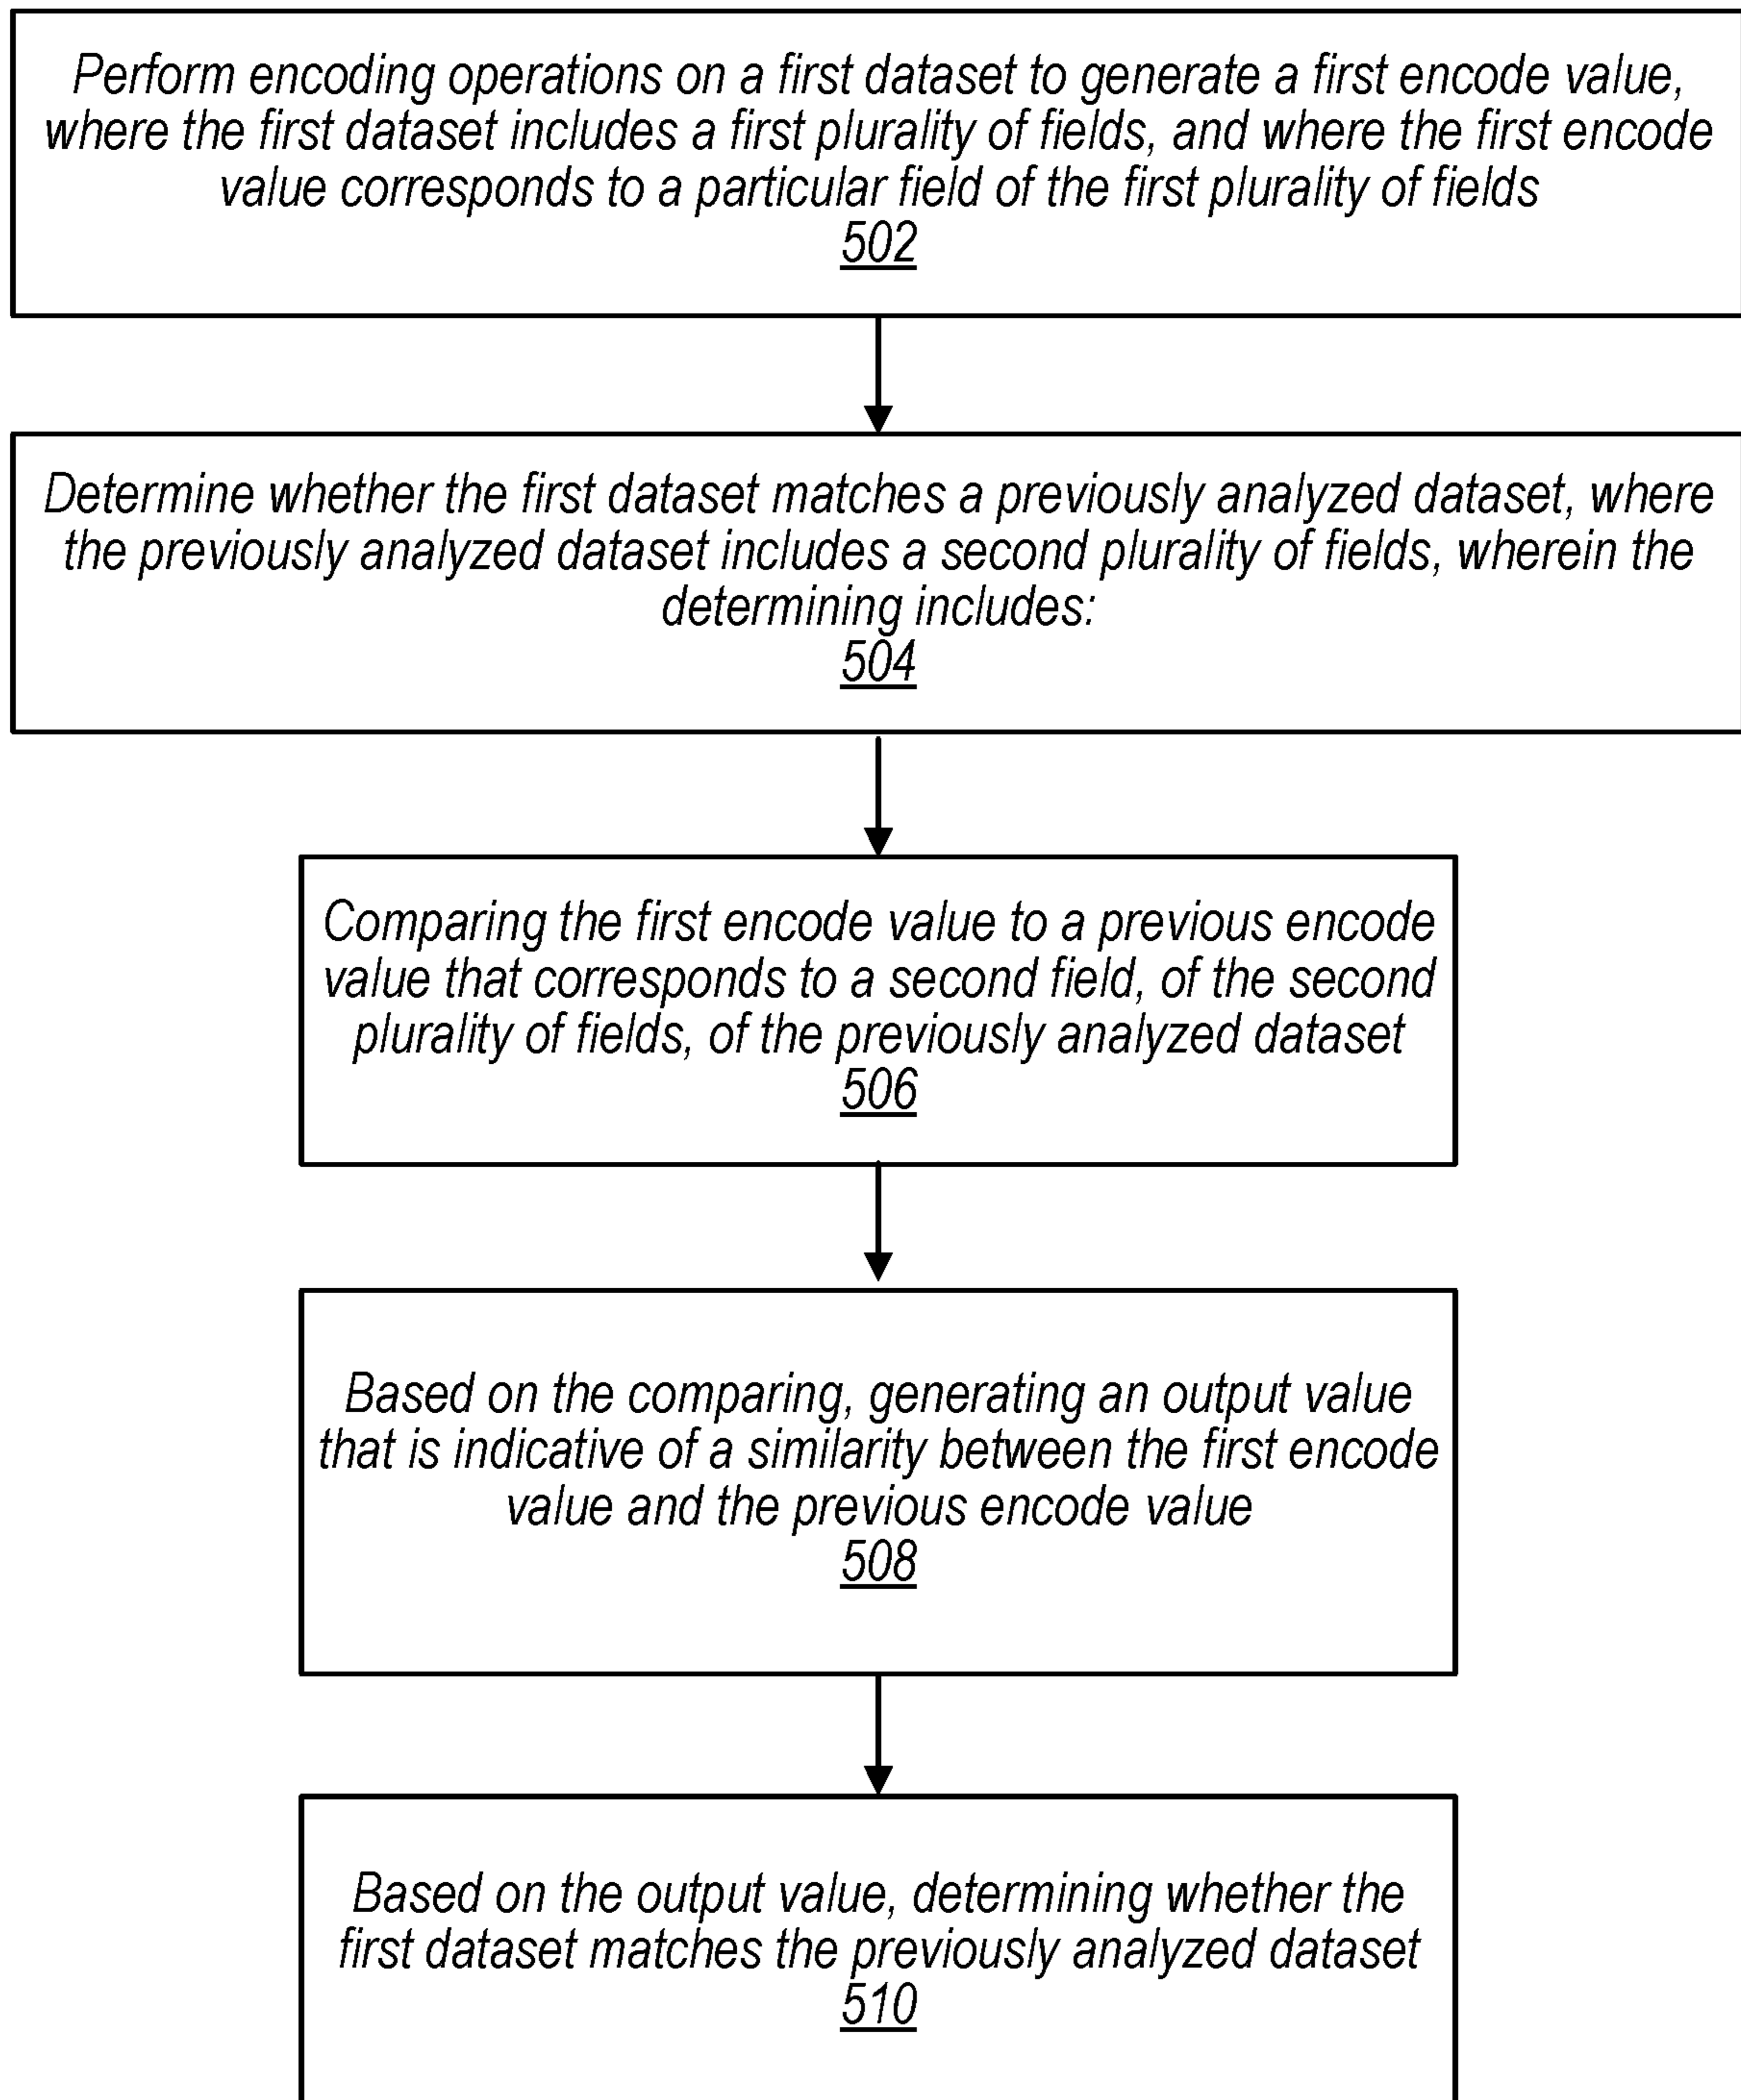 Perform encoding operations on a first dataset to generate a first encode value,
where the first dataset includes a first plurality of fields, and where the first encode
value corresponds to a particular field of the first plurality of fields
502
Determine whether the first dataset matches a previously analyzed dataset, where
the previously analyzed dataset includes a second plurality of fields, wherein the
determining includes:
504
Comparing the first encode value to a previous encode
value that corresponds to a second field, of the second
plurality of fields, of the previously analyzed dataset
506
Based on the comparing, generating an output value
that is indicative of a similarity between the first encode
value and the previous encode value
508
Based on the output value, determining whether the
first dataset matches the previously analyzed dataset
510